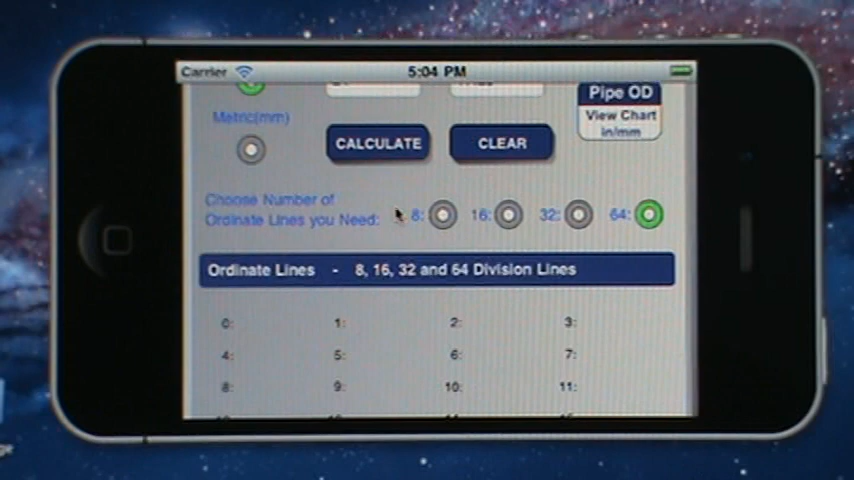 Carrier 5:04 PM
Pipe OD
View Chart
in/mm
Metric(mm)
CALCULATE CLEAR
Choose Number of
Ordinate Lines you Need: 8: 16: 32: 64:
Ordinate Lines - 8, 16, 32 and 64 Division Lines
0: 1: 2: 3:
4: 5: 6: 7:
8: 9: 10: 11: